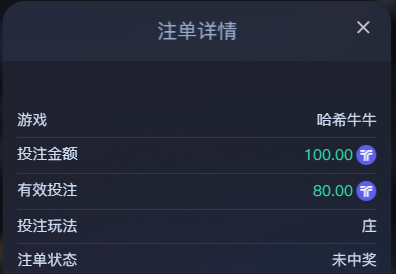 注单详情
游戏 哈希牛牛
投注金额 100.00
有效投注 80.00
投注玩法 庄
注单状态 未中奖